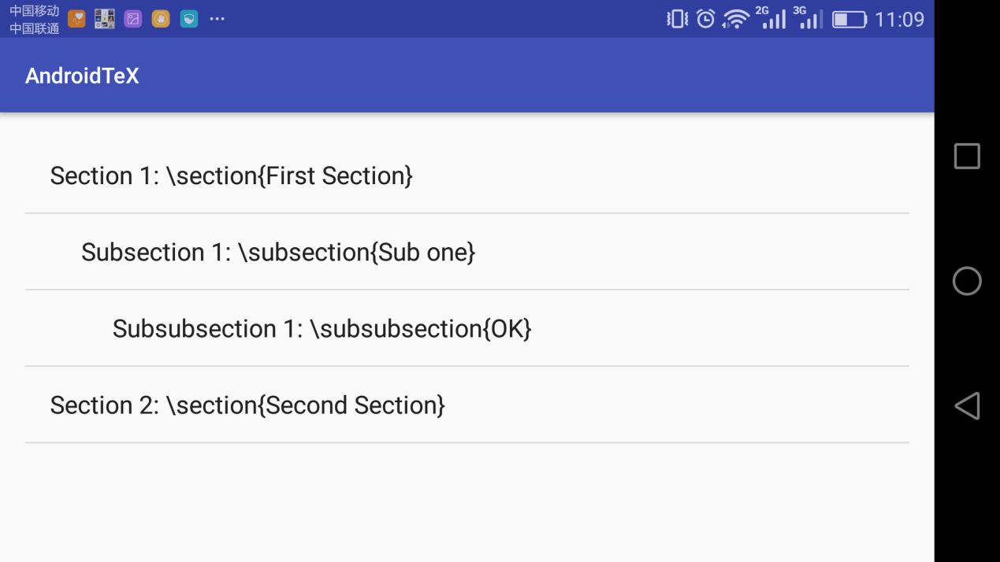 中国移动
中国联通
2G
3G
11:09
AndroidTeX
Section 1: \section{First Section}
Subsection 1: \subsection{Sub one}
Subsubsection 1: \subsubsection{OK}
Section 2: \section{Second Section}